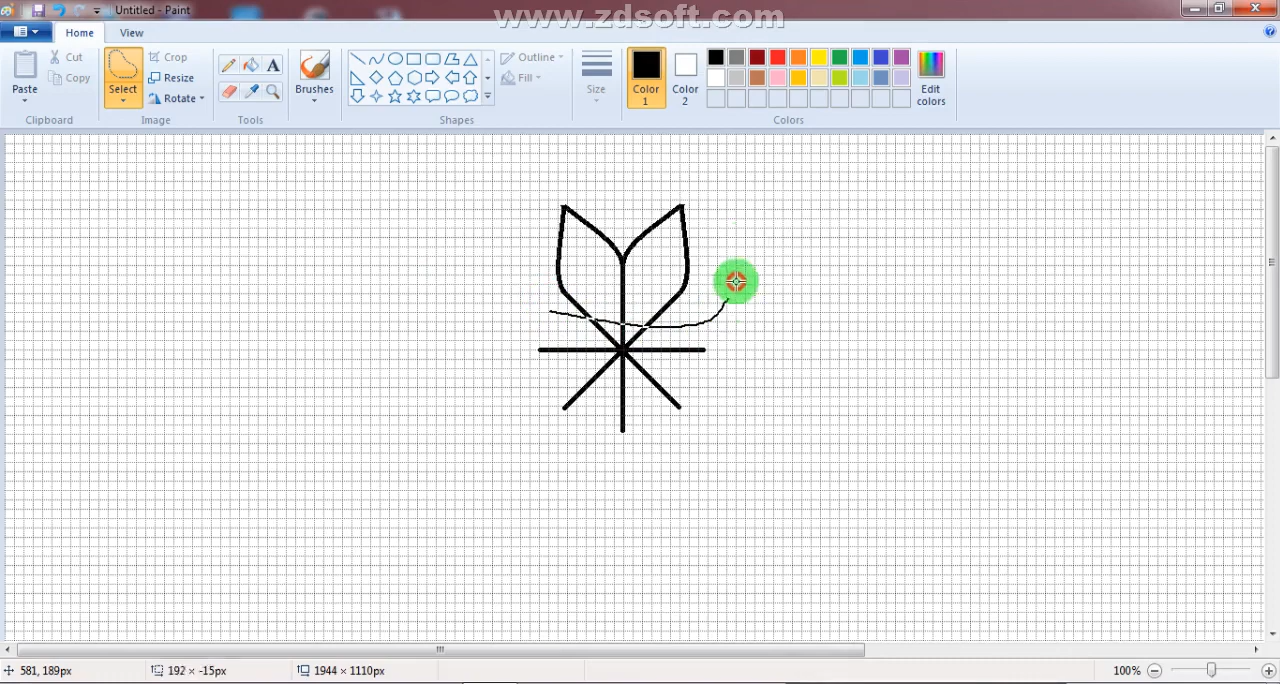 Untitled - Paint
www.zdsoft.com
Home
View
Paste
Cut
Copy
Clipboard
Select
Crop
Resize
Rotate
Image
A
Tools
Brushes
Outline
Fill
Shapes
Size
Color 1
Color 2
Edit colors
Colors
581, 189px
192 × -15px
1944 × 1110px
100%